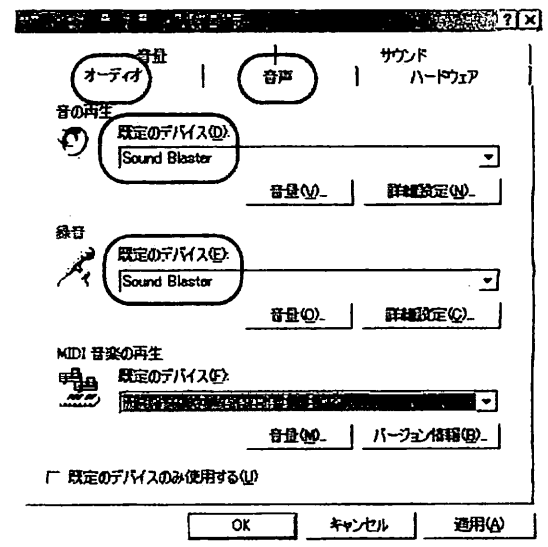 音量 サウンド
オーディオ 音声 ハードウェア
音の再生
既定のデバイス(D):
Sound Blaster
音量(V)... 詳細設定(N)...
録音
既定のデバイス(E):
Sound Blaster
音量(O)... 詳細設定(C)...
MIDI 音楽の再生
既定のデバイス(F):
音量(M)... バージョン情報(B)...
既定のデバイスのみ使用する(U)
OK キャンセル 適用(A)